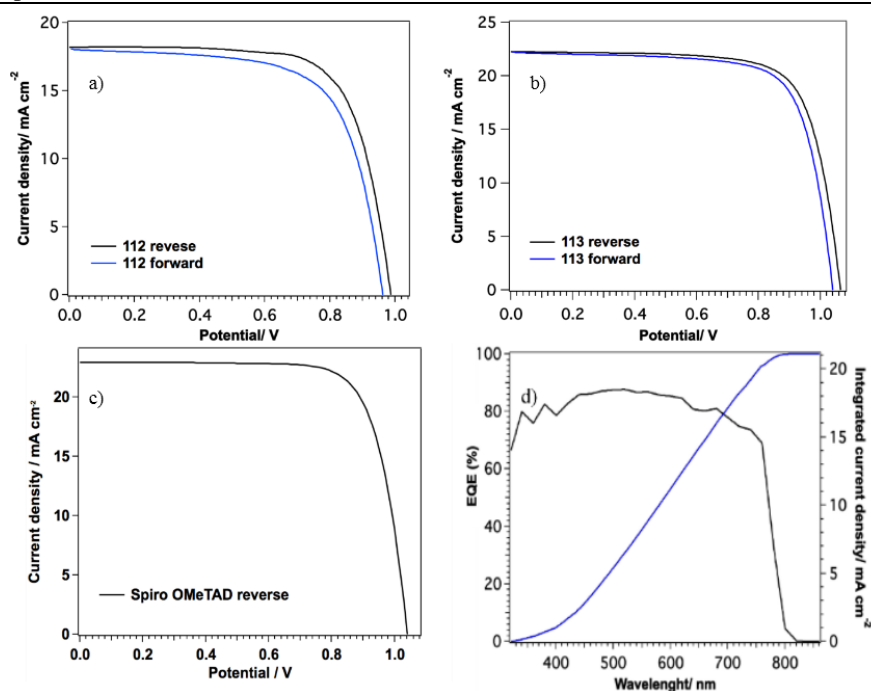 20
15
10
5
0
Current density/ mA cm-2
a)
112 revese
112 forward
0.0 0.2 0.4 0.6 0.8 1.0
Potential/ V
25
20
15
10
5
0
Current density / mA cm-2
b)
113 reverse
113 forward
0.0 0.2 0.4 0.6 0.8 1.0
Potential/ V
20
15
10
5
0
Current density / mA cm-2
c)
Spiro OMeTAD reverse
0.0 0.2 0.4 0.6 0.8 1.0
Potential / V
100
80
60
40
20
0
EQE (%)
d)
20
15
10
5
0
Integrated current density/ mA cm-2
400 500 600 700 800
Wavelenght/ nm